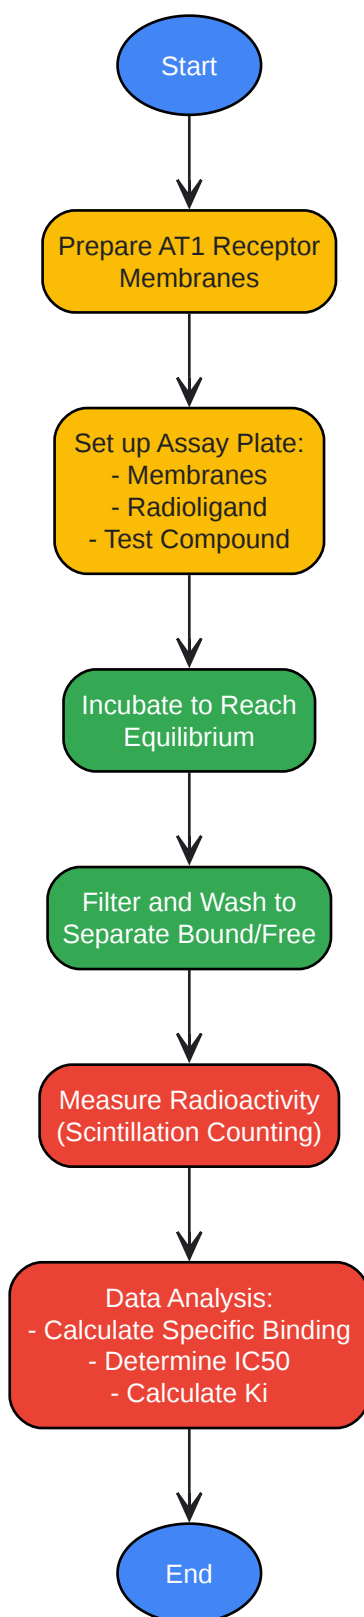 Start
Prepare AT1 Receptor
Membranes
Set up Assay Plate:
- Membranes
- Radioligand
- Test Compound
Incubate to Reach
Equilibrium
Filter and Wash to
Separate Bound/Free
Measure Radioactivity
(Scintillation Counting)
Data Analysis:
- Calculate Specific Binding
- Determine IC50
- Calculate Ki
End